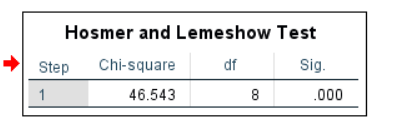 Hosmer and Lemeshow Test
Step Chi-square df Sig.
1 46.543 8 .000